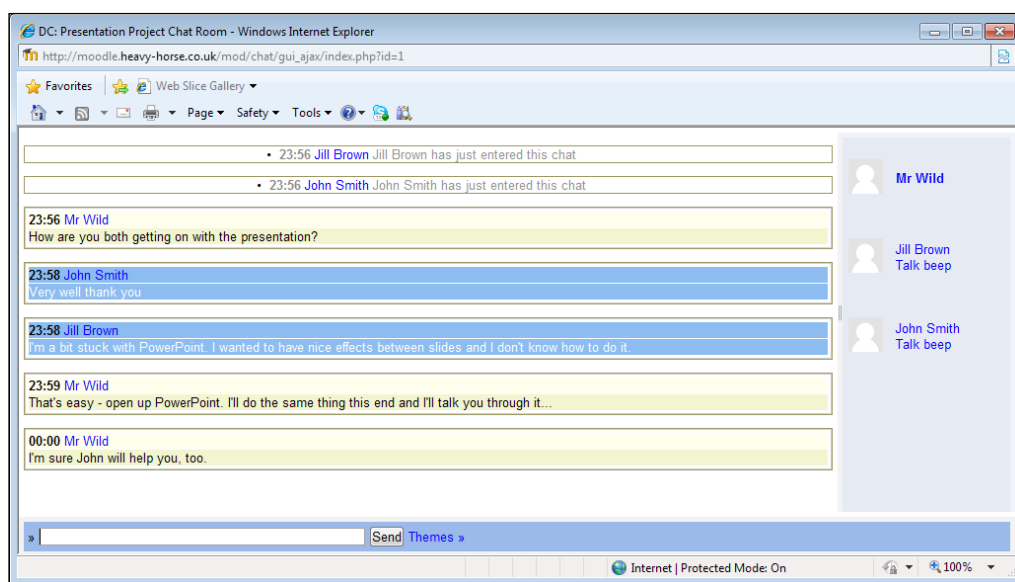 DC: Presentation Project Chat Room - Windows Internet Explorer
http://moodle.heavy-horse.co.uk/mod/chat/gui_ajax/index.php?id=1
Favorites Web Slice Gallery
Page Safety Tools
• 23:56 Jill Brown Jill Brown has just entered this chat
• 23:56 John Smith John Smith has just entered this chat
23:56 Mr Wild
How are you both getting on with the presentation?
23:58 John Smith
Very well thank you
23:58 Jill Brown
I'm a bit stuck with PowerPoint. I wanted to have nice effects between slides and I don't know how to do it.
23:59 Mr Wild
That's easy - open up PowerPoint. I'll do the same thing this end and I'll talk you through it...
00:00 Mr Wild
I'm sure John will help you, too.
Mr Wild
Jill Brown
Talk beep
John Smith
Talk beep
» Send Themes »
Internet | Protected Mode: On 100%